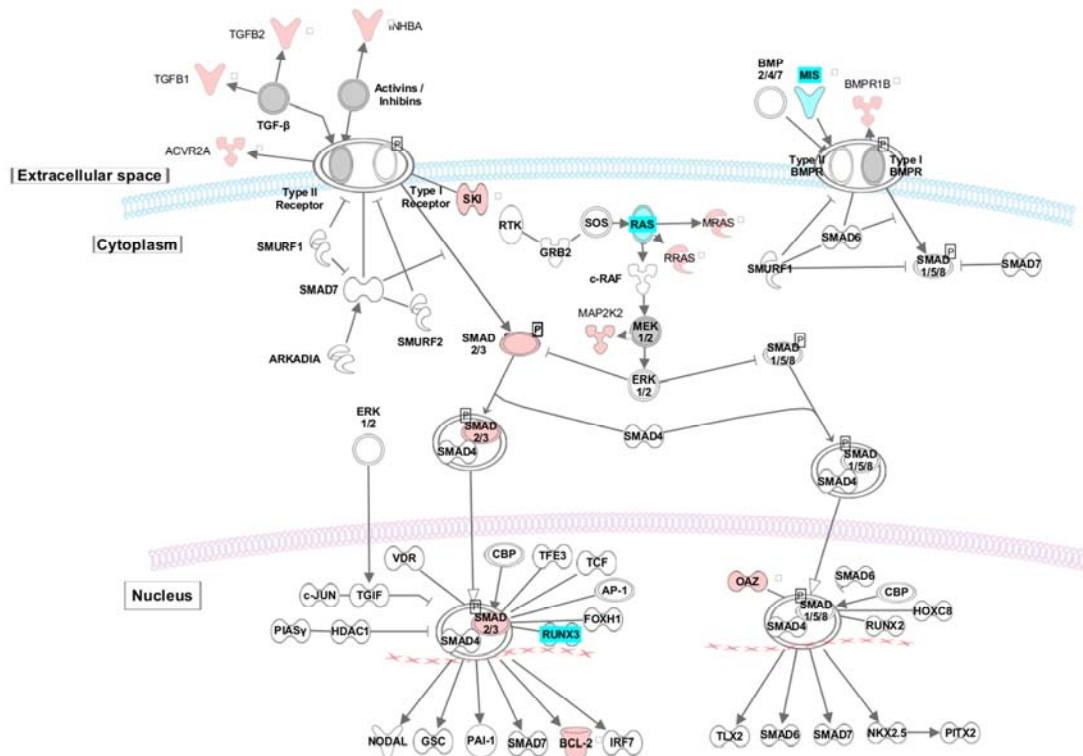 TGFB2
INHBA
TGFB1
Activins /
Inhibins
TGF-β
BMP
2/4/7
MIS
BMPR1B
ACVR2A
P
P
Extracellular space
Type II
Receptor
Type I
Receptor
Type II
BMPR
Type I
BMPR
SKI
Cytoplasm
RTK
SOS
RAS
MRAS
GRB2
RRAS
SMURF1
SMAD6
SMURF1
SMAD
1/5/8
P
SMAD7
c-RAF
SMAD7
MAP2K2
MEK
1/2
SMURF2
SMAD
2/3
P
SMAD
1/5/8
P
ARKADIA
ERK
1/2
ERK
1/2
P
SMAD
2/3
SMAD4
SMAD4
P
SMAD
1/5/8
SMAD4
Nucleus
VDR
CBP
TFE3
TCF
AP-1
c-JUN
TGIF
P
SMAD
2/3
FOXH1
PIASγ
HDAC1
SMAD4
RUNX3
OAZ
SMAD6
CBP
P
SMAD
1/5/8
HOXC8
SMAD4
RUNX2
NODAL
GSC
PAI-1
SMAD7
BCL-2
IRF7
TLX2
SMAD6
SMAD7
NKX2.5
PITX2